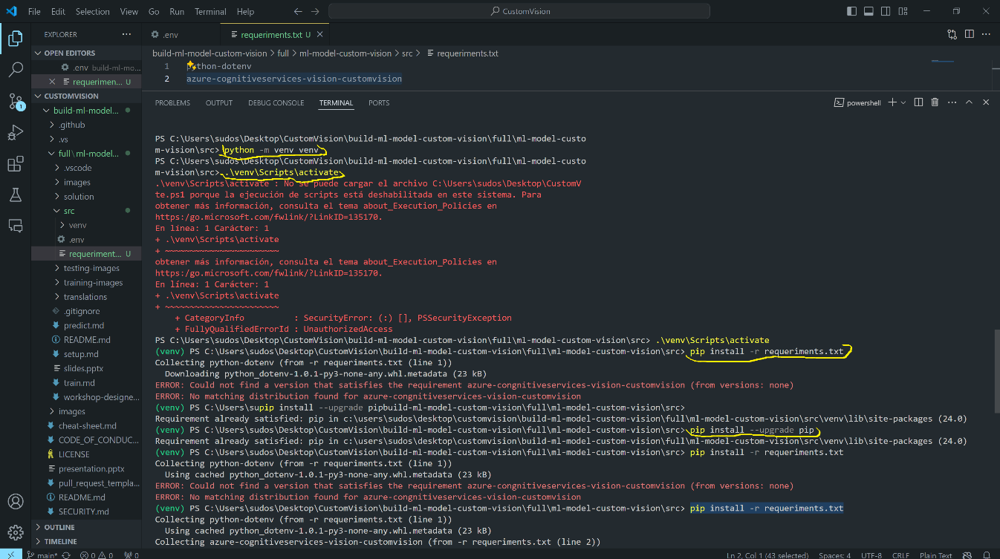 File Edit Selection View Go Run Terminal Help
CustomVision
EXPLORER
.env
requeriments.txt U
OPEN EDITORS
.env build-ml-mo...
requerimen... U
CUSTOMVISION
build-ml-model...
.github
.vs
full\ml-model...
.vscode
images
solution
src
venv
.env
requeriment... U
testing-images
training-images
translations
.gitignore
predict.md
README.md
setup.md
slides.pptx
train.md
workshop-designe...
images
cheat-sheet.md
CODE_OF_CONDUC...
LICENSE
presentation.pptx
pull_request_templa...
README.md
SECURITY.md
OUTLINE
TIMELINE
build-ml-model-custom-vision > full > ml-model-custom-vision > src > requeriments.txt
1 python-dotenv
2 azure-cognitiveservices-vision-customvision
PROBLEMS OUTPUT DEBUG CONSOLE TERMINAL PORTS
powershell
PS C:\Users\sudos\Desktop\CustomVision\build-ml-model-custom-vision\full\ml-model-custo
m-vision\src> python -m venv venv
PS C:\Users\sudos\Desktop\CustomVision\build-ml-model-custom-vision\full\ml-model-custo
m-vision\src> .\venv\Scripts\activate
.\venv\Scripts\activate : No se puede cargar el archivo C:\Users\sudos\Desktop\CustomV
te.ps1 porque la ejecución de scripts está deshabilitada en este sistema. Para
obtener más información, consulta el tema about_Execution_Policies en
https:/go.microsoft.com/fwlink/?LinkID=135170.
En línea: 1 Carácter: 1
+ .\venv\Scripts\activate
+ ~~~~~~~~~~~~~~~~~~~~~~~
obtener más información, consulta el tema about_Execution_Policies en
https:/go.microsoft.com/fwlink/?LinkID=135170.
En línea: 1 Carácter: 1
+ .\venv\Scripts\activate
+ ~~~~~~~~~~~~~~~~~~~~~~~
+ CategoryInfo : SecurityError: (:) [], PSSecurityException
+ FullyQualifiedErrorId : UnauthorizedAccess
PS C:\Users\sudos\Desktop\CustomVision\build-ml-model-custom-vision\full\ml-model-custom-vision\src> .\venv\Scripts\activate
(venv) PS C:\Users\sudos\Desktop\CustomVision\build-ml-model-custom-vision\full\ml-model-custom-vision\src> pip install -r requeriments.txt
Collecting python-dotenv (from -r requeriments.txt (line 1))
Downloading python_dotenv-1.0.1-py3-none-any.whl.metadata (23 kB)
ERROR: Could not find a version that satisfies the requirement azure-congnitiveservices-vision-customvision (from versions: none)
ERROR: No matching distribution found for azure-congnitiveservices-vision-customvision
(venv) PS C:\Users\supip install --upgrade pipbuild-ml-model-custom-vision\full\ml-model-custom-vision\src>
Requirement already satisfied: pip in c:\users\sudos\desktop\customvision\build-ml-model-custom-vision\full\ml-model-custom-vision\src\venv\lib\site-packages (24.0)
(venv) PS C:\Users\sudos\Desktop\CustomVision\build-ml-model-custom-vision\full\ml-model-custom-vision\src> pip install --upgrade pip
Requirement already satisfied: pip in c:\users\sudos\desktop\customvision\build-ml-model-custom-vision\full\ml-model-custom-vision\src\venv\lib\site-packages (24.0)
(venv) PS C:\Users\sudos\Desktop\CustomVision\build-ml-model-custom-vision\full\ml-model-custom-vision\src> pip install -r requeriments.txt
Collecting python-dotenv (from -r requeriments.txt (line 1))
Using cached python_dotenv-1.0.1-py3-none-any.whl.metadata (23 kB)
ERROR: Could not find a version that satisfies the requirement azure-congnitiveservices-vision-customvision (from versions: none)
ERROR: No matching distribution found for azure-congnitiveservices-vision-customvision
(venv) PS C:\Users\sudos\Desktop\CustomVision\build-ml-model-custom-vision\full\ml-model-custom-vision\src> pip install -r requeriments.txt
Collecting python-dotenv (from -r requeriments.txt (line 1))
Using cached python_dotenv-1.0.1-py3-none-any.whl.metadata (23 kB)
Collecting azure-cognitiveservices-vision-customvision (from -r requeriments.txt (line 2))
main* 0 0 0 Ln 2, Col 1 (43 selected) Spaces: 4 UTF-8 CRLF Plain Text